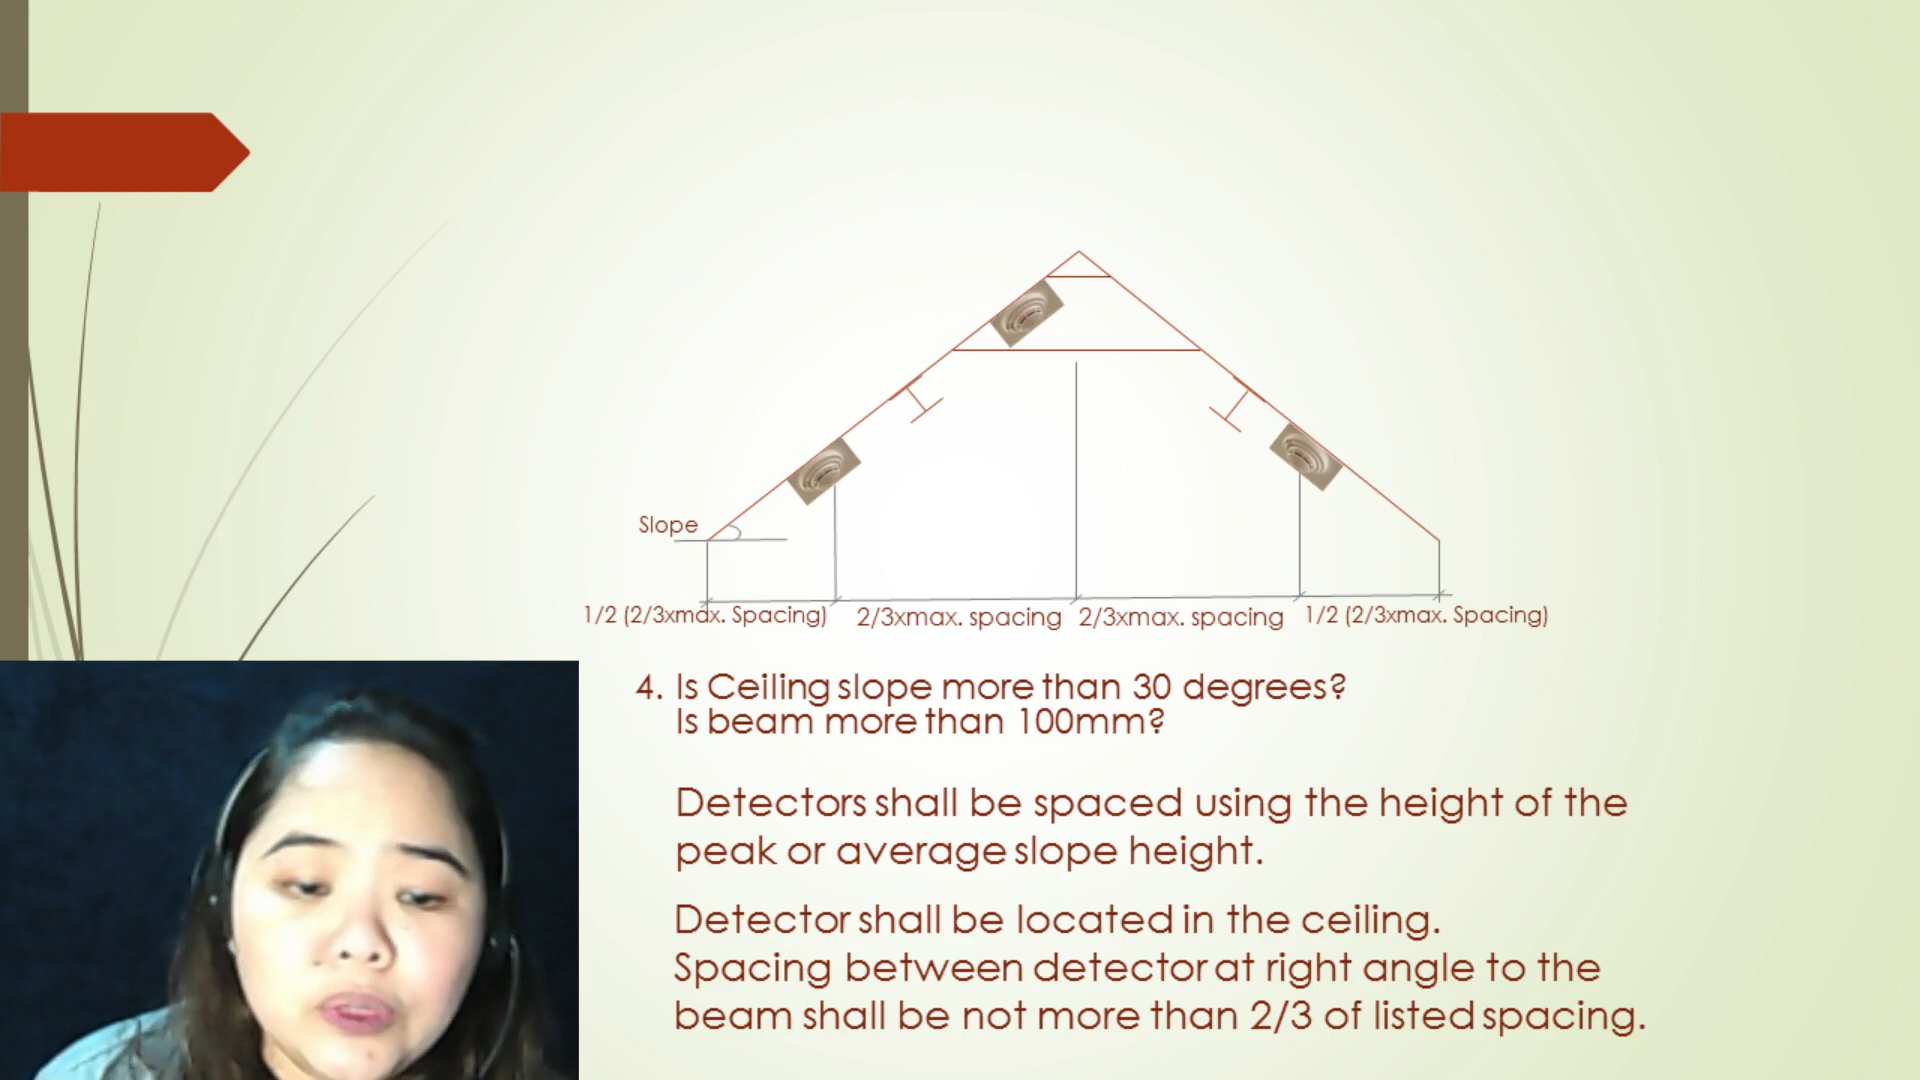 Slope
1/2 (2/3xmax. Spacing) 2/3xmax. spacing 2/3xmax. spacing 1/2 (2/3xmax. Spacing)
4. Is Ceiling slope more than 30 degrees?
Is beam more than 100mm?
Detectors shall be spaced using the height of the
peak or average slope height.
Detector shall be located in the ceiling.
Spacing between detector at right angle to the
beam shall be not more than 2/3 of listed spacing.